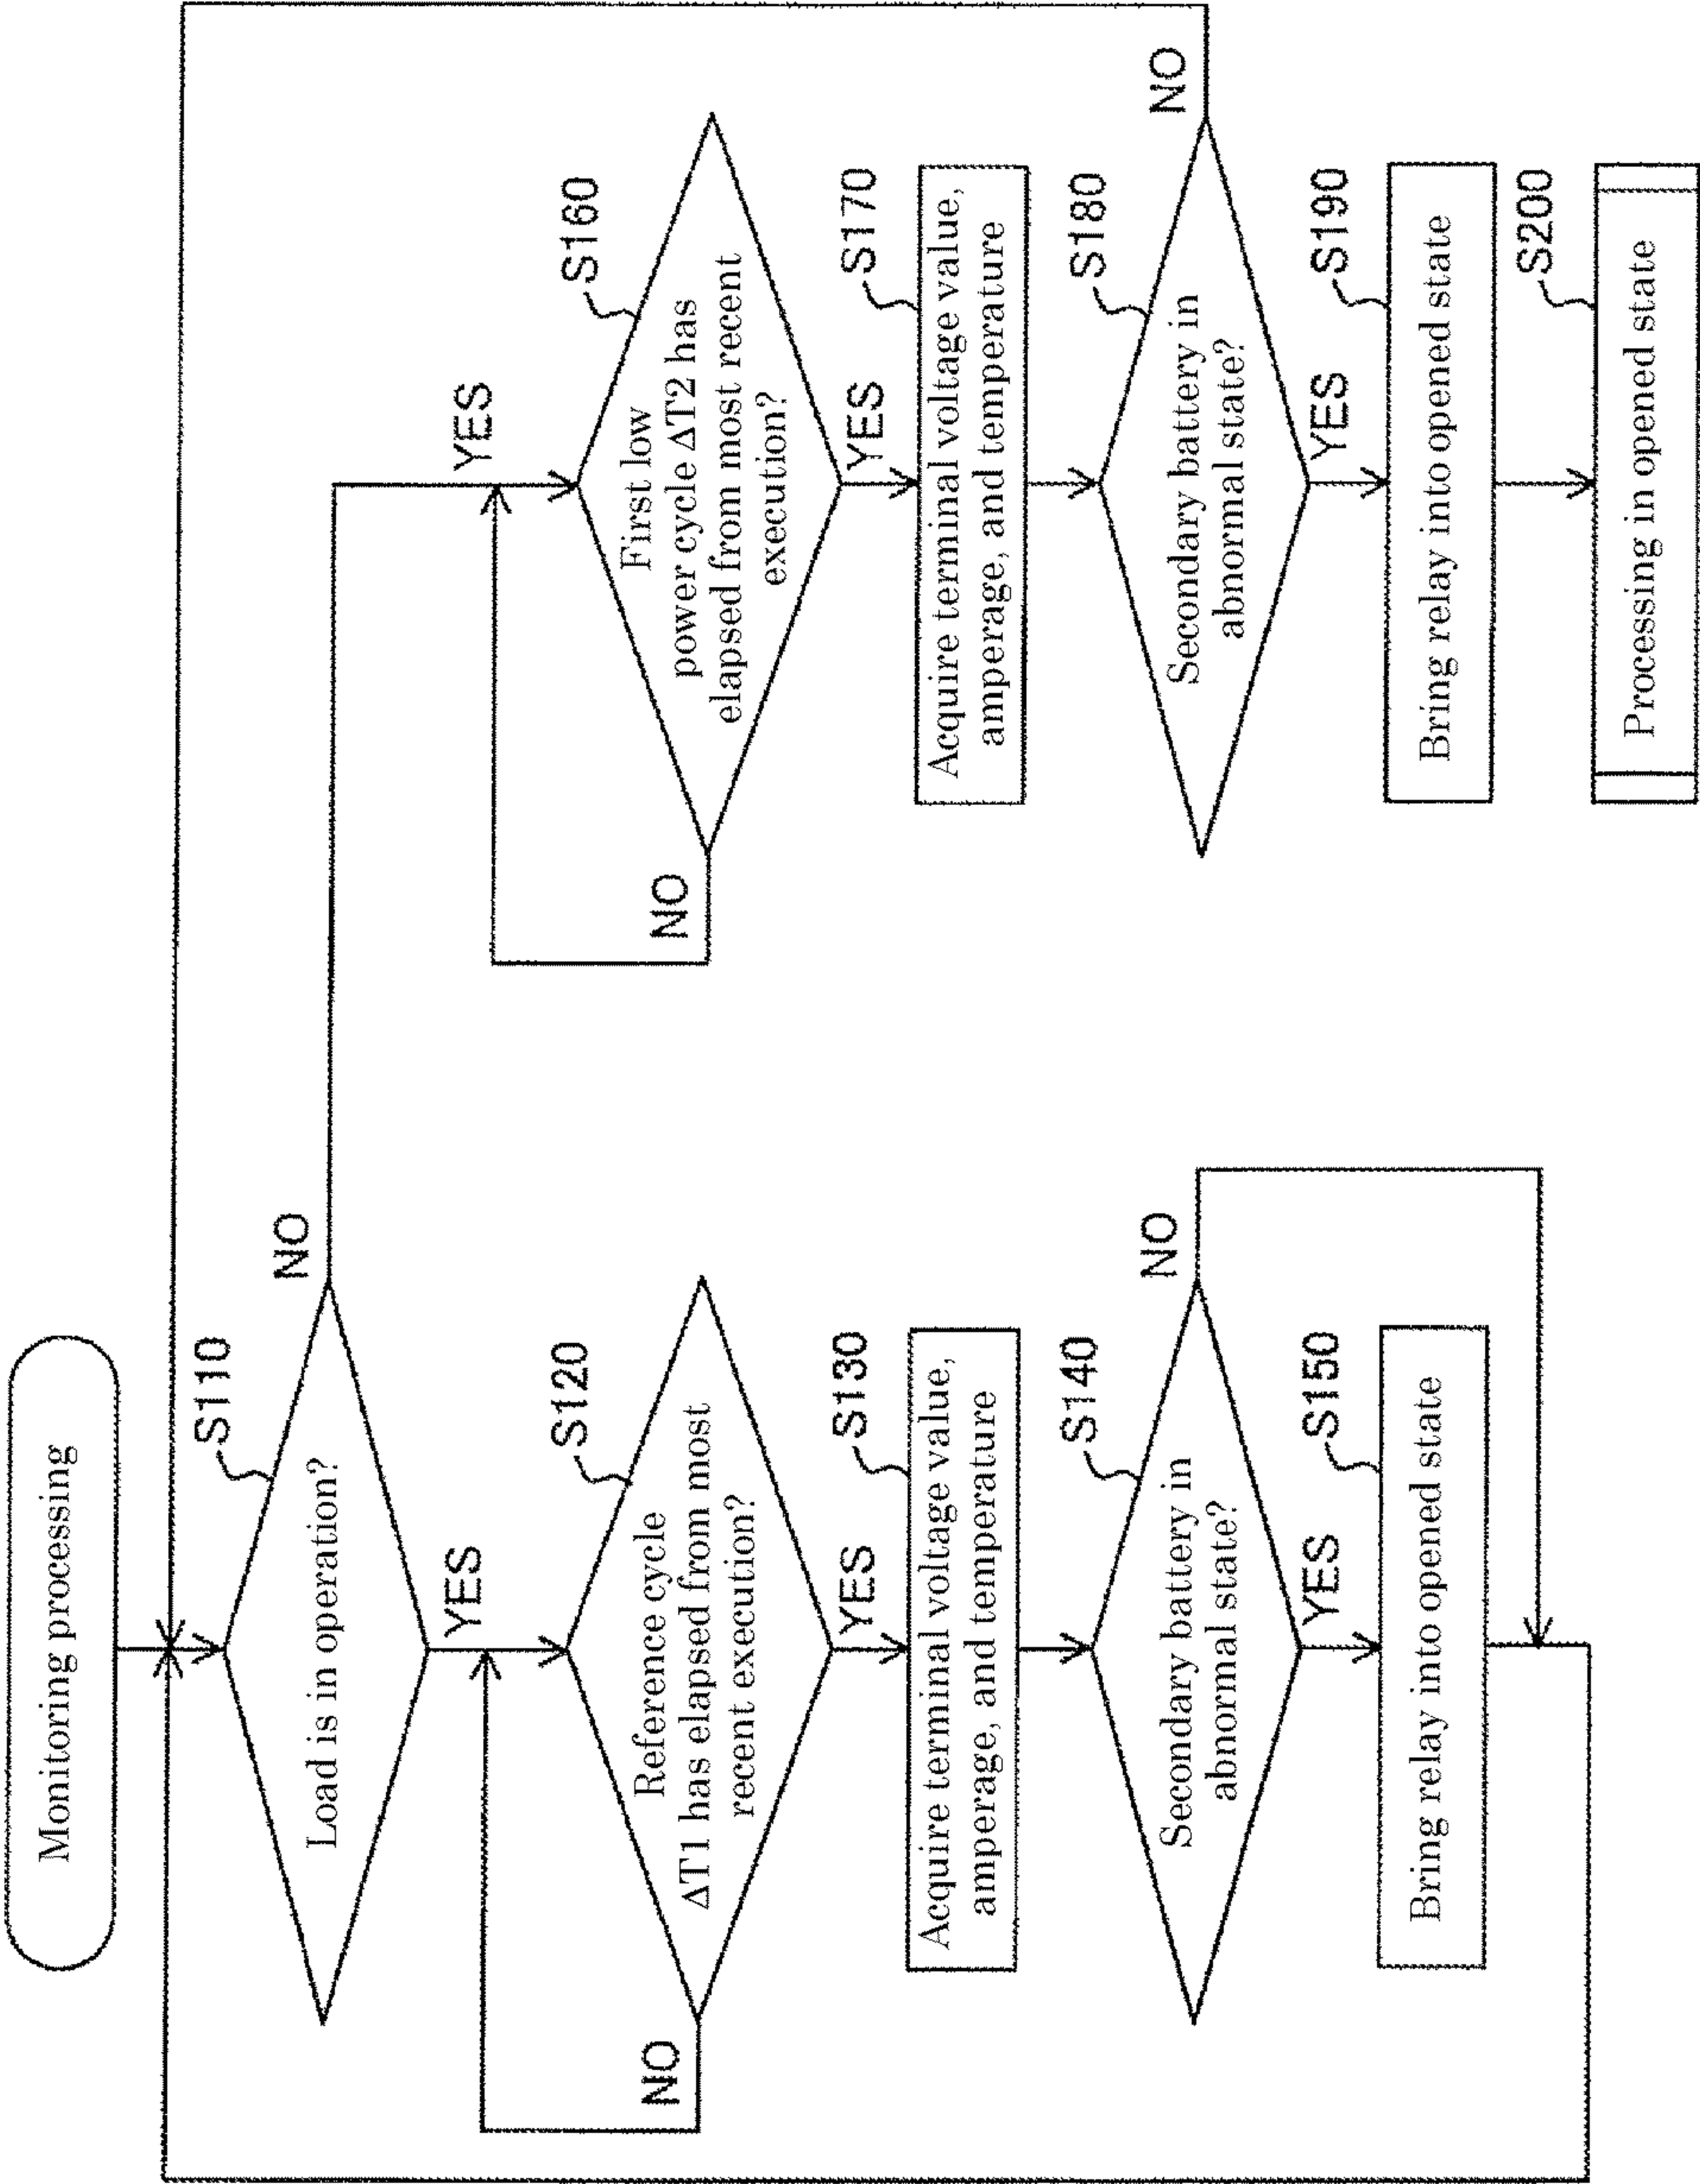 Monitoring processing
S110
Load is in operation?
NO
YES
S120
Reference cycle
ΔT1 has elapsed from most
recent execution?
NO
YES
S130
Acquire terminal voltage value,
amperage, and temperature
S140
Secondary battery in
abnormal state?
NO
YES
S150
Bring relay into opened state
YES
S160
First low
power cycle ΔT2 has
elapsed from most recent
execution?
NO
YES
S170
Acquire terminal voltage value,
amperage, and temperature
S180
Secondary battery in
abnormal state?
NO
YES
S190
Bring relay into opened state
S200
Processing in opened state